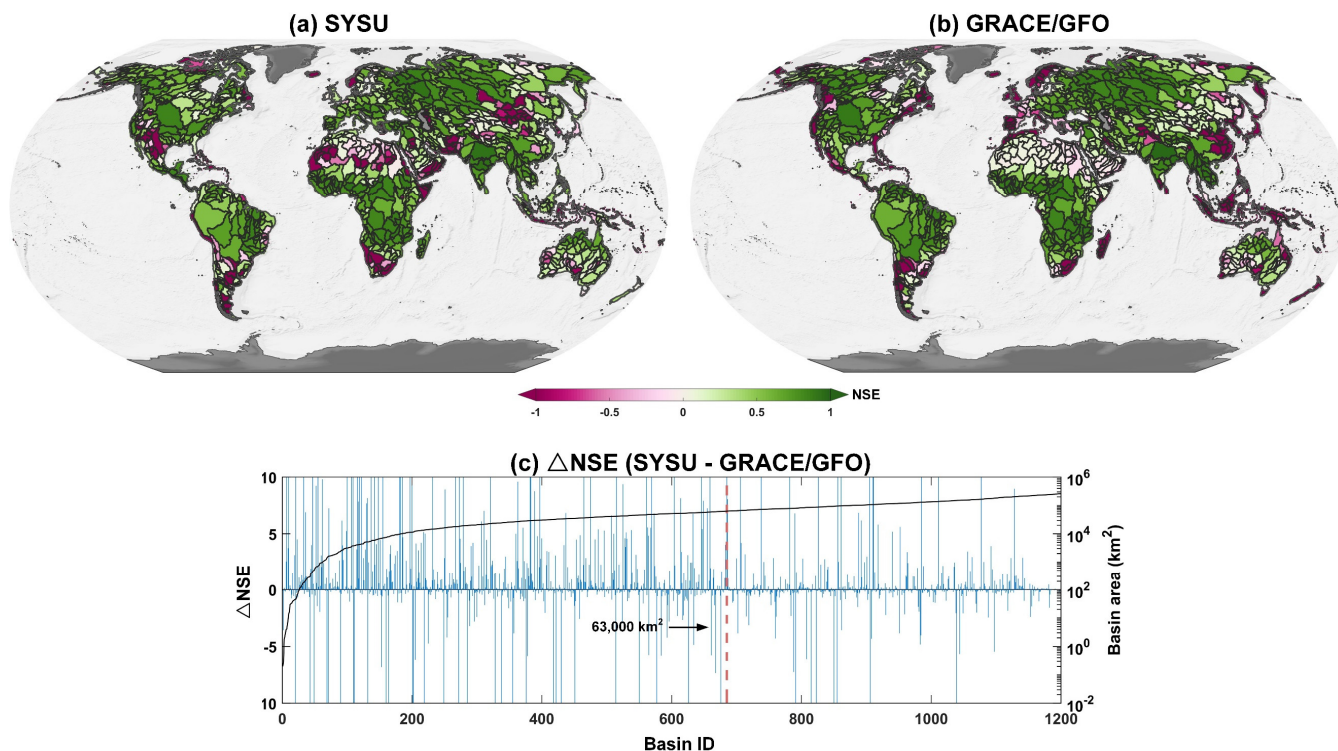 (a) SYSU
(b) GRACE/GFO
-1 -0.5 0 0.5 1 NSE
(c) △NSE (SYSU - GRACE/GFO)
△NSE
10
5
0
-5
10
63,000 km²
0 200 400 600 800 1000 1200
Basin ID
10⁶
10⁴
10²
10⁰
10⁻²
Basin area (km²)